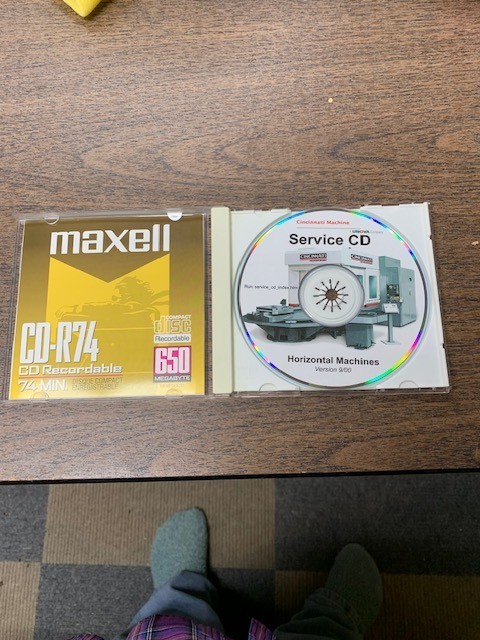 maxell
CD-R74
CD Recordable
74 MIN.
COMPACT
disc
Recordable
650
MEGABYTE
Cincinnati Machine
Service CD
CINCINNATI
Run service_cd_index.htm
Horizontal Machines
Version 9/00